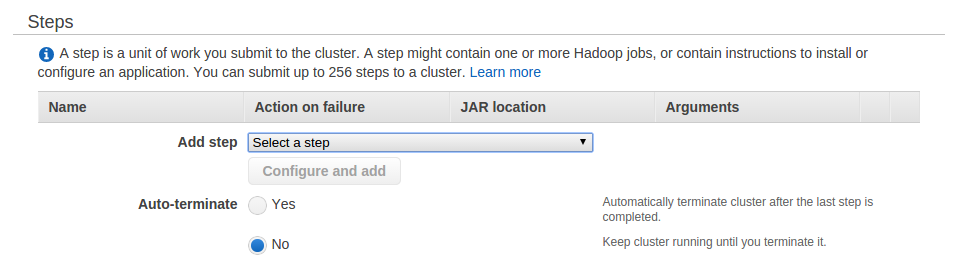 Steps
A step is a unit of work you submit to the cluster. A step might contain one or more Hadoop jobs, or contain instructions to install or
configure an application. You can submit up to 256 steps to a cluster. Learn more
Name Action on failure JAR location Arguments
Add step Select a step
Configure and add
Auto-terminate Yes Automatically terminate cluster after the last step is
completed.
No Keep cluster running until you terminate it.